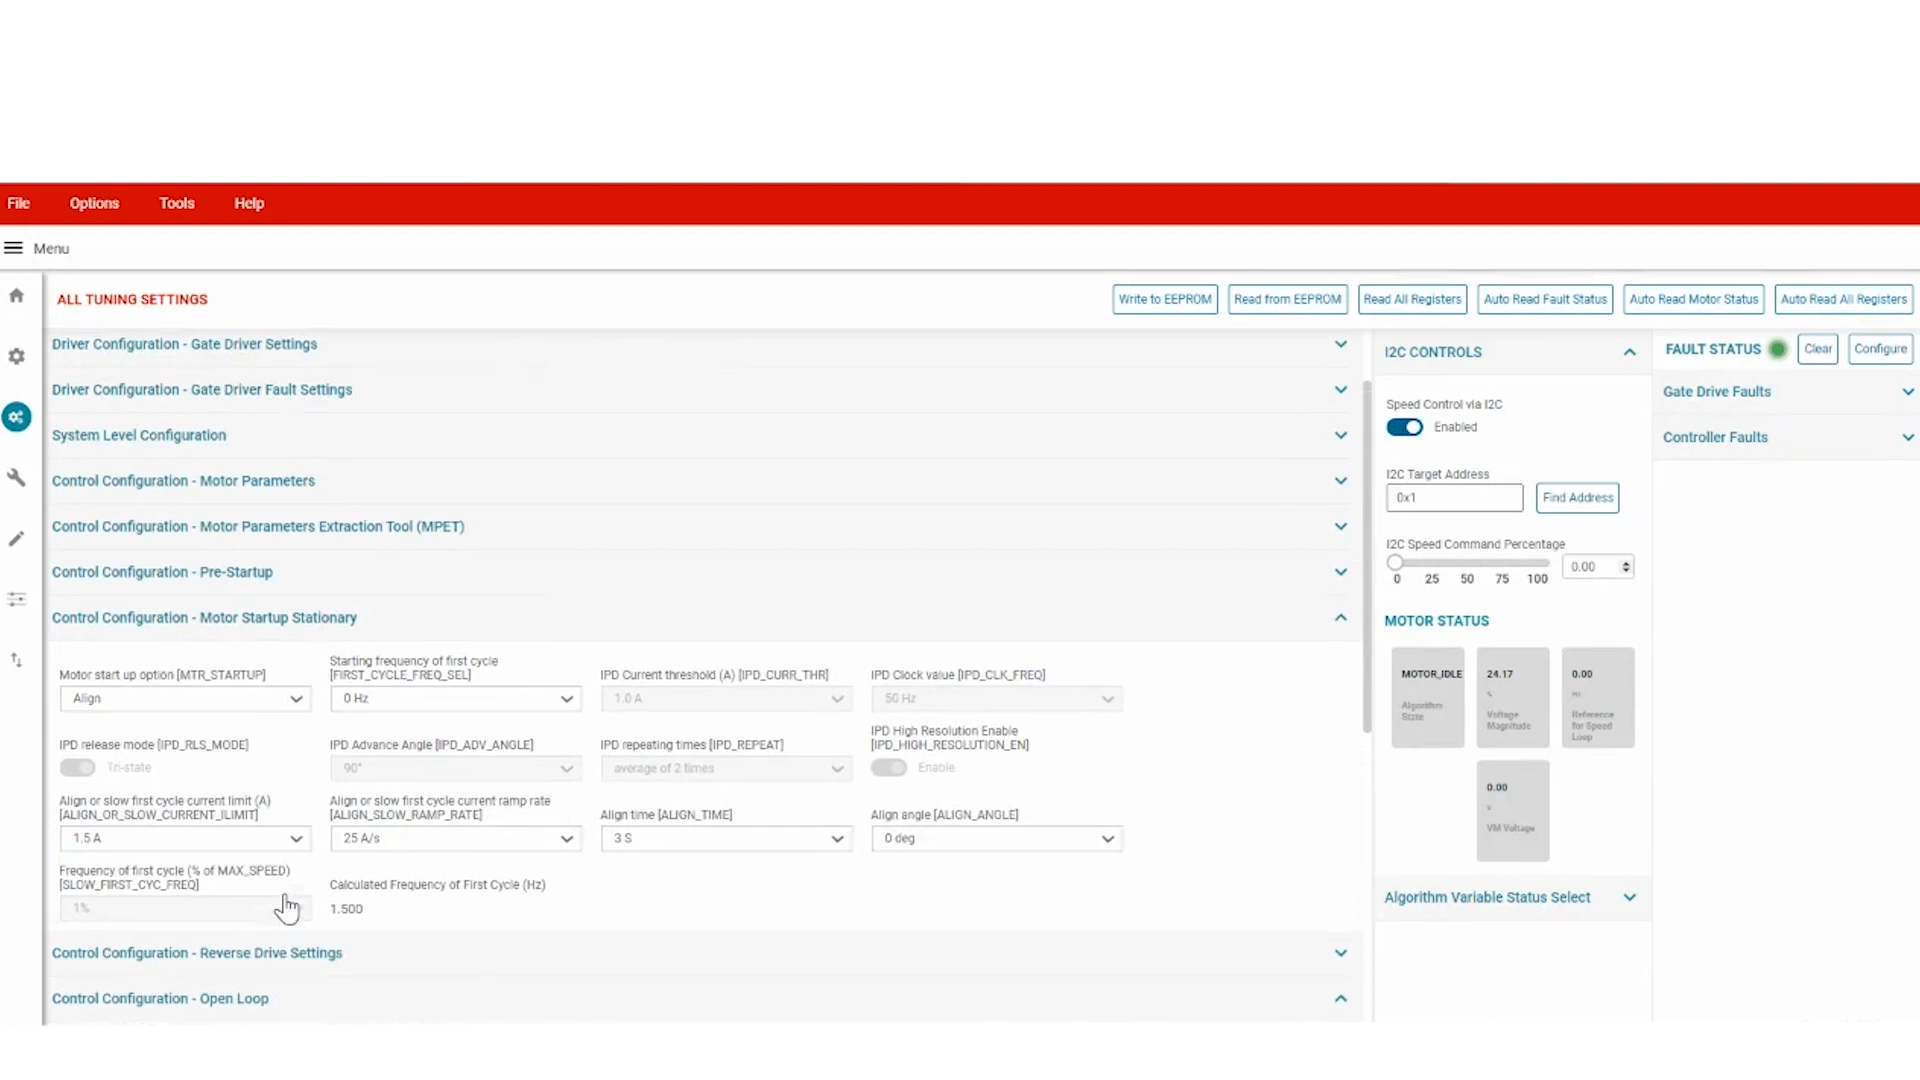 File Options Tools Help
Menu
ALL TUNING SETTINGS
Write to EEPROM Read from EEPROM Read All Registers Auto Read Fault Status Auto Read Motor Status Auto Read All Registers
Driver Configuration - Gate Driver Settings
Driver Configuration - Gate Driver Fault Settings
System Level Configuration
Control Configuration - Motor Parameters
Control Configuration - Motor Parameters Extraction Tool (MPET)
Control Configuration - Pre-Startup
Control Configuration - Motor Startup Stationary
Motor start up option [MTR_STARTUP]
Align
Starting frequency of first cycle
[FIRST_CYCLE_FREQ_SEL]
0 Hz
IPD Current threshold (A) [IPD_CURR_THR]
1.0 A
IPD Clock value [IPD_CLK_FREQ]
50 Hz
IPD release mode [IPD_RLS_MODE]
Tri-state
IPD Advance Angle [IPD_ADV_ANGLE]
90°
IPD repeating times [IPD_REPEAT]
average of 2 times
IPD High Resolution Enable
[IPD_HIGH_RESOLUTION_EN]
Enable
Align or slow first cycle current limit (A)
[ALIGN_OR_SLOW_CURRENT_ILIMIT]
1.5 A
Align or slow first cycle current ramp rate
[ALIGN_SLOW_RAMP_RATE]
25 A/s
Align time [ALIGN_TIME]
3 S
Align angle [ALIGN_ANGLE]
0 deg
Frequency of first cycle (% of MAX_SPEED)
[SLOW_FIRST_CYC_FREQ]
1%
Calculated Frequency of First Cycle (Hz)
1.500
Control Configuration - Reverse Drive Settings
Control Configuration - Open Loop
I2C CONTROLS
Speed Control via I2C
Enabled
I2C Target Address
0x1
Find Address
I2C Speed Command Percentage
0.00
0 25 50 75 100
MOTOR STATUS
MOTOR_IDLE
Algorithm
State
24.17
%
Voltage
Magnitude
0.00
Hz
Reference
for Speed
Loop
0.00
V
VM Voltage
Algorithm Variable Status Select
FAULT STATUS
Clear
Configure
Gate Drive Faults
Controller Faults